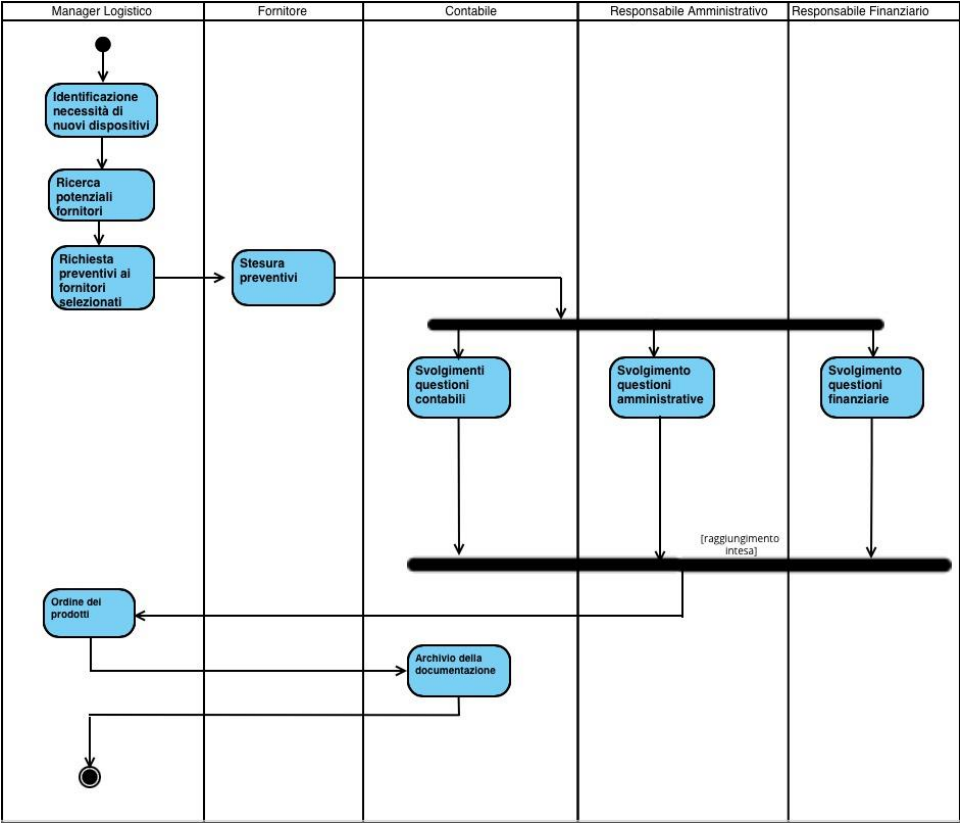 Manager Logistico
Fornitore
Contabile
Responsabile Amministrativo
Responsabile Finanziario
Identificazione
necessità di
nuovi dispositivi
Ricerca
potenziali
fornitori
Richiesta
preventivi ai
fornitori
selezionati
Stesura
preventivi
Svolgimenti
questioni
contabili
Svolgimento
questioni
amministrative
Svolgimento
questioni
finanziarie
[raggiungimento
intesa]
Ordine dei
prodotti
Archivio della
documentazione